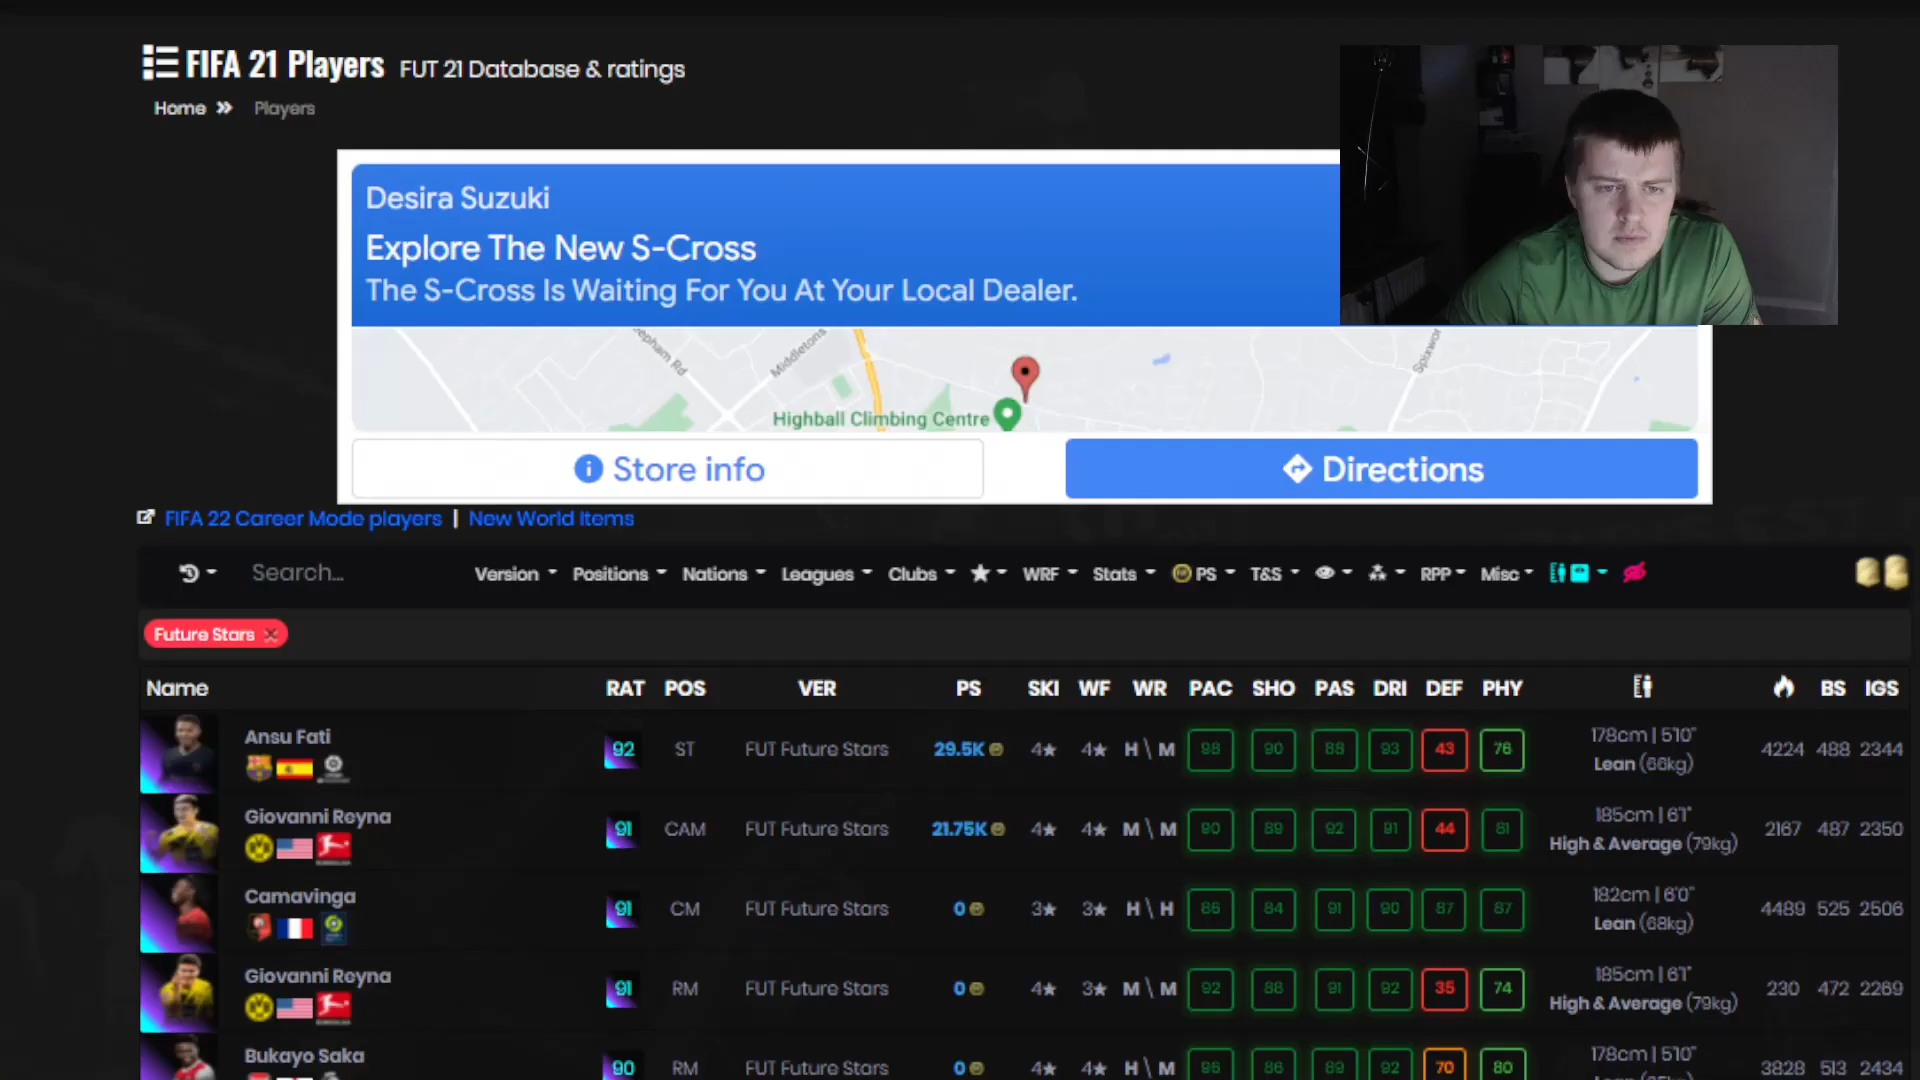 FIFA 21 Players FUT 21 Database & ratings
Home » Players
Desira Suzuki
Explore The New S-Cross
The S-Cross Is Waiting For You At Your Local Dealer.
Middletons
Highball Climbing Centre
Store info
Directions
FIFA 22 Career Mode players | New World Items
Search... Version Positions Nations Leagues Clubs WRF Stats PS T&S RPP Misc
Future Stars ×
Name RAT POS VER PS SKI WF WR PAC SHO PAS DRI DEF PHY BS IGS
Ansu Fati 92 ST FUT Future Stars 29.5K 4★ 4★ H \ M 98 90 88 93 43 76 178cm | 5'10" Lean (66kg) 4224 488 2344
Giovanni Reyna 91 CAM FUT Future Stars 21.75K 4★ 4★ M \ M 90 89 92 91 44 81 185cm | 6'1" High & Average (79kg) 2167 487 2350
Camavinga 91 CM FUT Future Stars 0 3★ 3★ H \ H 86 84 91 90 87 87 182cm | 6'0" Lean (68kg) 4489 525 2506
Giovanni Reyna 91 RM FUT Future Stars 0 4★ 3★ M \ M 92 88 91 92 35 74 185cm | 6'1" High & Average (79kg) 230 472 2269
Bukayo Saka 90 RM FUT Future Stars 0 4★ 4★ H \ M 96 86 89 92 70 80 178cm | 5'10" 3828 513 2434